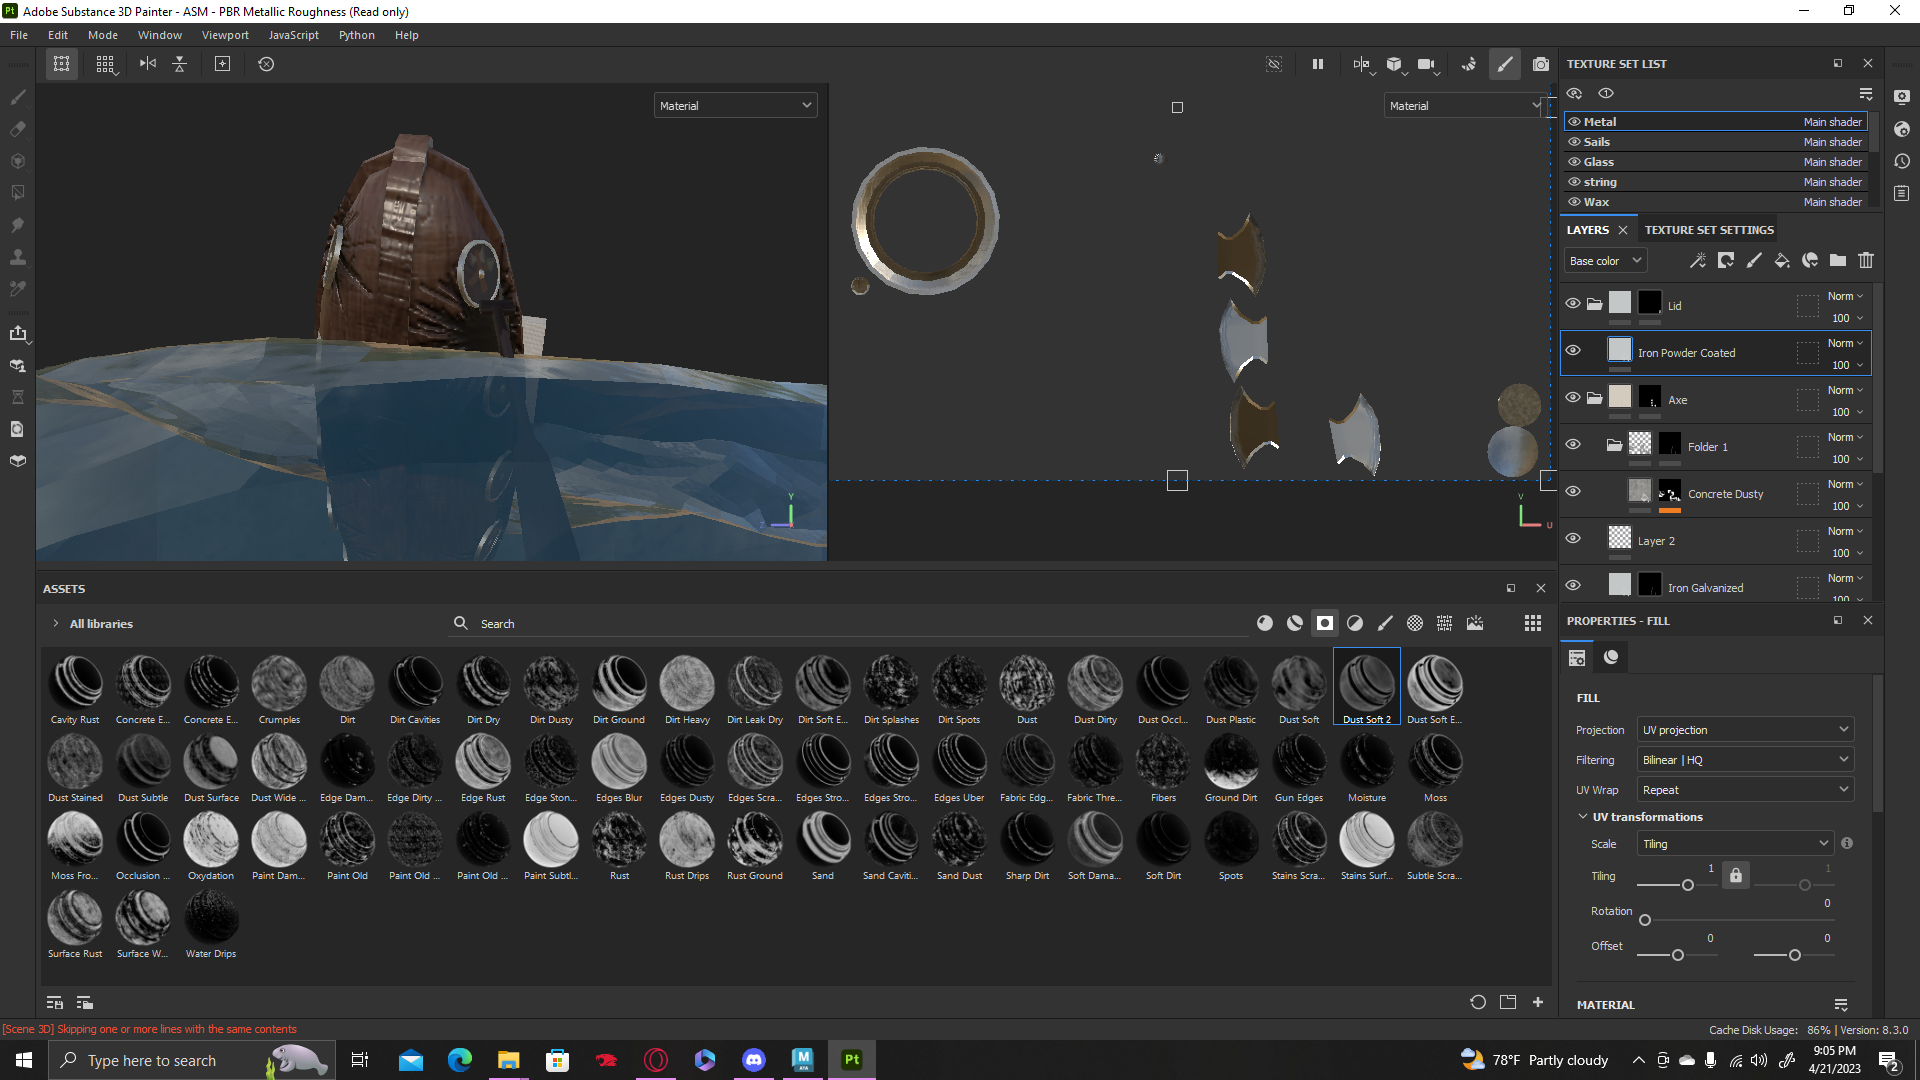 Adobe Substance 3D Painter - ASM - PBR Metallic Roughness (Read only)
File Edit Mode Window Viewport JavaScript Python Help
Material
Material
Y
Z
V
U
TEXTURE SET LIST
Metal Main shader
Sails Main shader
Glass Main shader
string Main shader
Wax Main shader
LAYERS TEXTURE SET SETTINGS
Base color
Lid Norm 100
Iron Powder Coated Norm 100
Axe Norm 100
Folder 1 Norm 100
Concrete Dusty Norm 100
Layer 2 Norm 100
Iron Galvanized Norm 100
ASSETS
All libraries Search
Cavity Rust Concrete E... Concrete E... Crumples Dirt Dirt Cavities Dirt Dry Dirt Dusty Dirt Ground Dirt Heavy Dirt Leak Dry Dirt Soft E... Dirt Splashes Dirt Spots Dust Dust Dirty Dust Occl... Dust Plastic Dust Soft Dust Soft 2 Dust Soft E...
Dust Stained Dust Subtle Dust Surface Dust Wide ... Edge Dam... Edge Dirty ... Edge Rust Edge Ston... Edges Blur Edges Dusty Edges Scra... Edges Stro... Edges Stro... Edges Uber Fabric Edg... Fabric Thre... Fibers Ground Dirt Gun Edges Moisture Moss
Moss Fro... Occlusion ... Oxydation Paint Dam... Paint Old Paint Old ... Paint Old ... Paint Subtl... Rust Rust Drips Rust Ground Sand Sand Caviti... Sand Dust Sharp Dirt Soft Dama... Soft Dirt Spots Stains Scra... Stains Surf... Subtle Scra...
Surface Rust Surface W... Water Drips
PROPERTIES - FILL
FILL
Projection UV projection
Filtering Bilinear | HQ
UV Wrap Repeat
UV transformations
Scale Tiling
Tiling 1 1
Rotation 0
Offset 0 0
MATERIAL
[Scene 3D] Skipping one or more lines with the same contents
Cache Disk Usage: 86% | Version: 8.3.0
Type here to search
M
AYA
Pt
78°F Partly cloudy
9:05 PM
4/21/2023
2